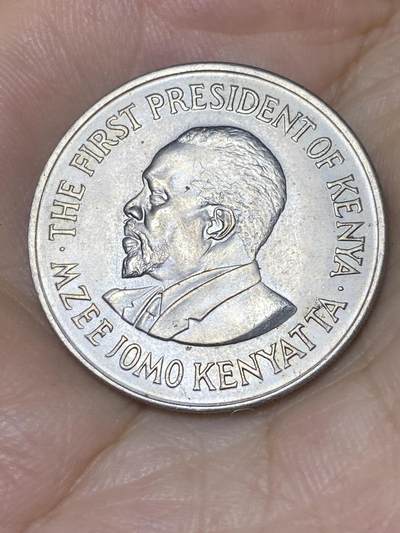 · THE FIRST PRESIDENT OF KENYA ·
MZEE JOMO KENYATTA